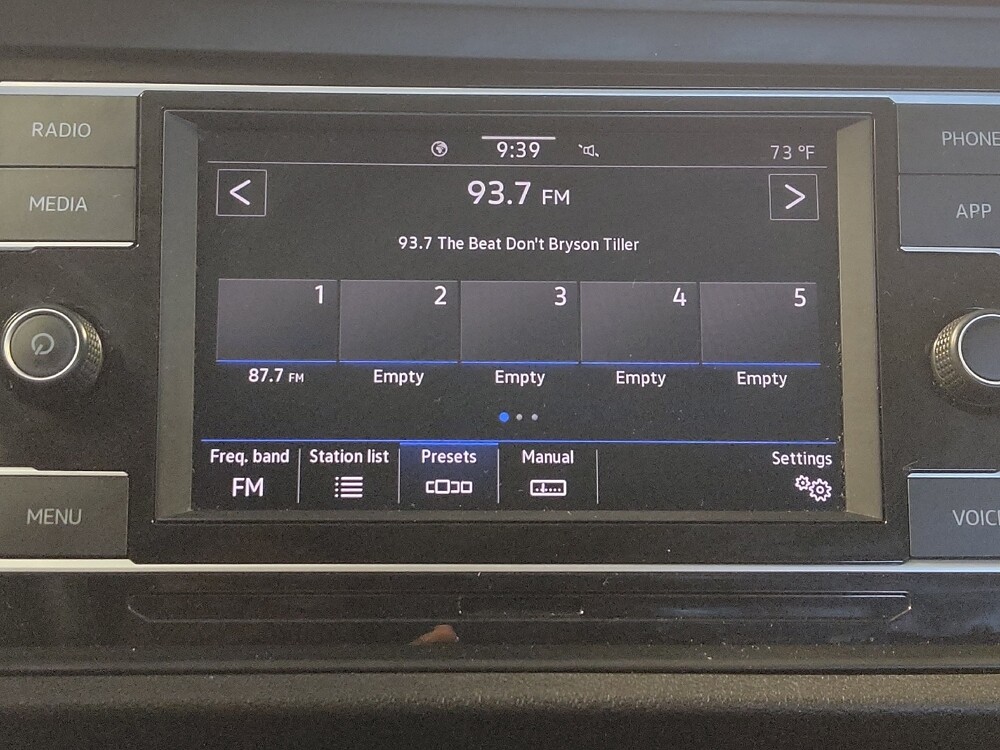 RADIO
PHONE
MEDIA
APP
9:39
73 °F
<
93.7 FM
>
93.7 The Beat Don't Bryson Tiller
1 2 3 4 5
87.7 FM Empty Empty Empty Empty
Freq. band Station list Presets Manual Settings
FM
MENU
VOIC